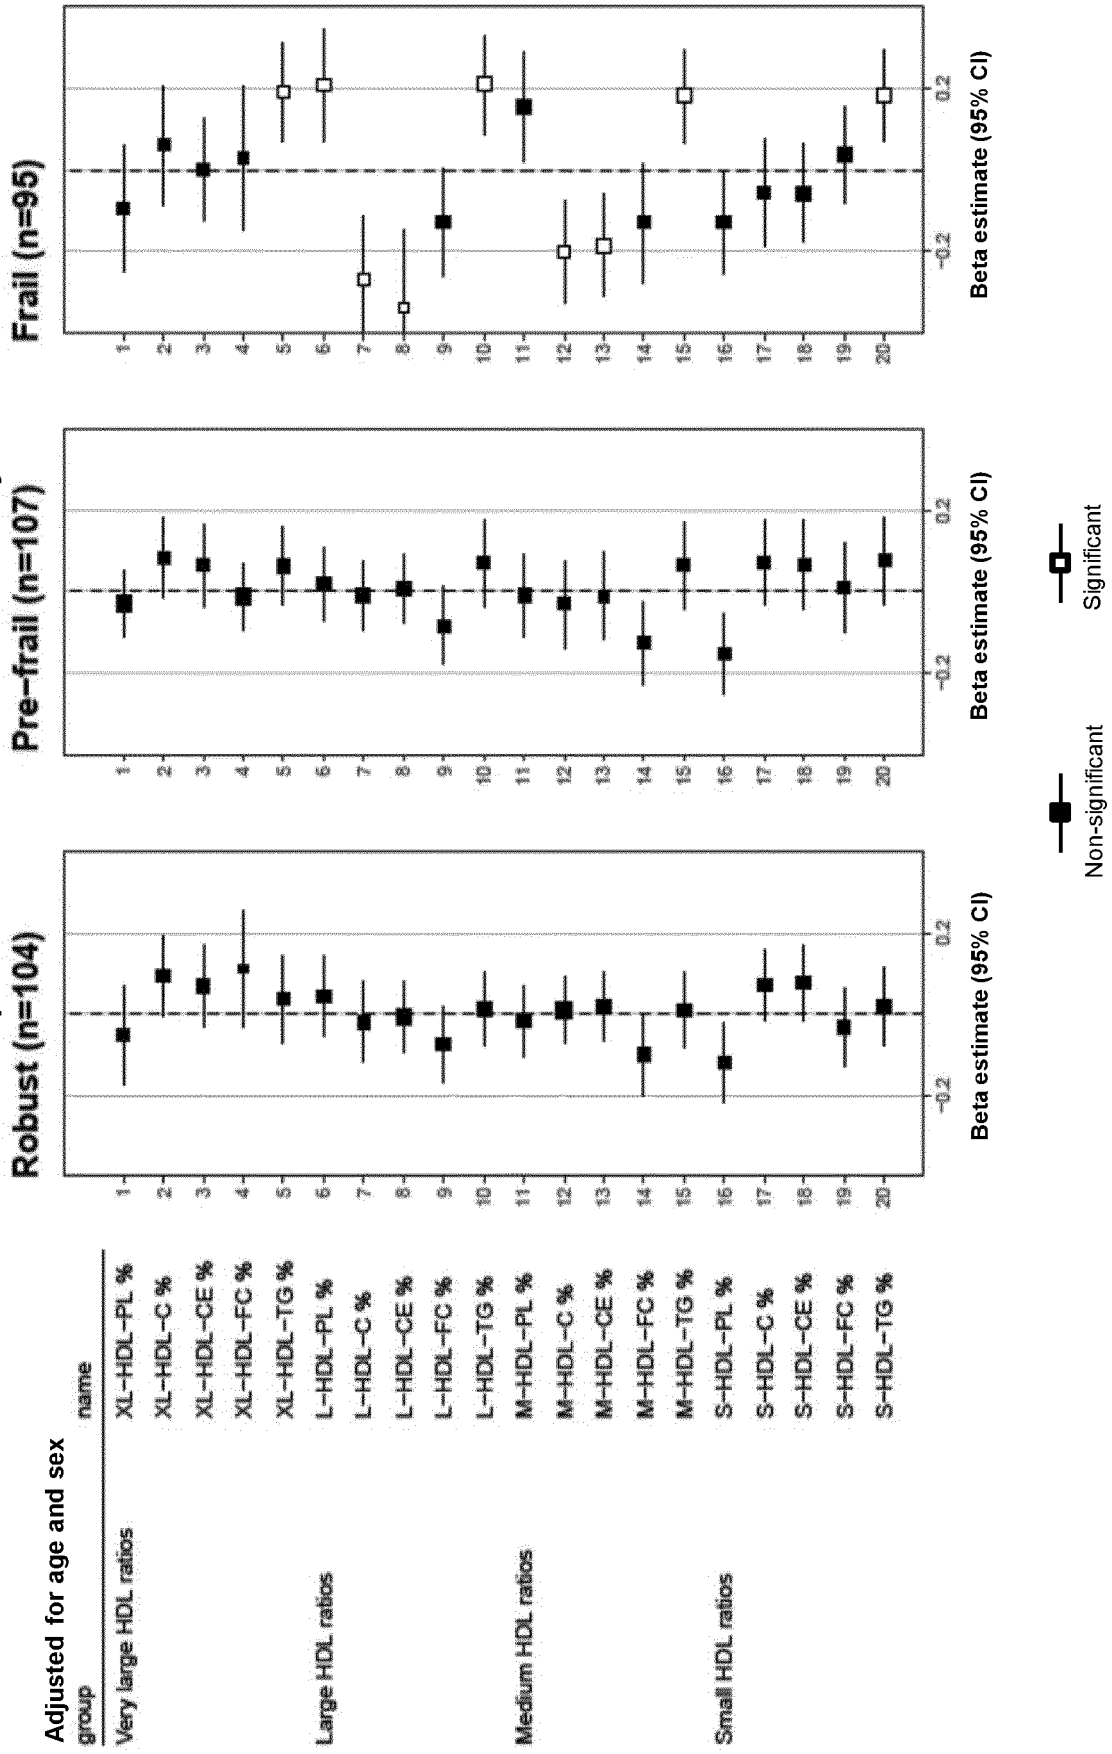 Adjusted for age and sex
group name
Robust (n=104) Pre−frail (n=107) Frail (n=95)
Very large HDL ratios XL−HDL−PL % 1 1 1
XL−HDL−C % 2 2 2
XL−HDL−CE % 3 3 3
XL−HDL−FC % 4 4 4
XL−HDL−TG % 5 5 5
Large HDL ratios L−HDL−PL % 6 6 6
L−HDL−C % 7 7 7
L−HDL−CE % 8 8 8
L−HDL−FC % 9 9 9
L−HDL−TG % 10 10 10
Medium HDL ratios M−HDL−PL % 11 11 11
M−HDL−C % 12 12 12
M−HDL−CE % 13 13 13
M−HDL−FC % 14 14 14
M−HDL−TG % 15 15 15
Small HDL ratios S−HDL−PL % 16 16 16
S−HDL−C % 17 17 17
S−HDL−CE % 18 18 18
S−HDL−FC % 19 19 19
S−HDL−TG % 20 20 20
−0.2 0.2 −0.2 0.2 −0.2 0.2
Beta estimate (95% CI) Beta estimate (95% CI) Beta estimate (95% CI)
Non-significant Significant